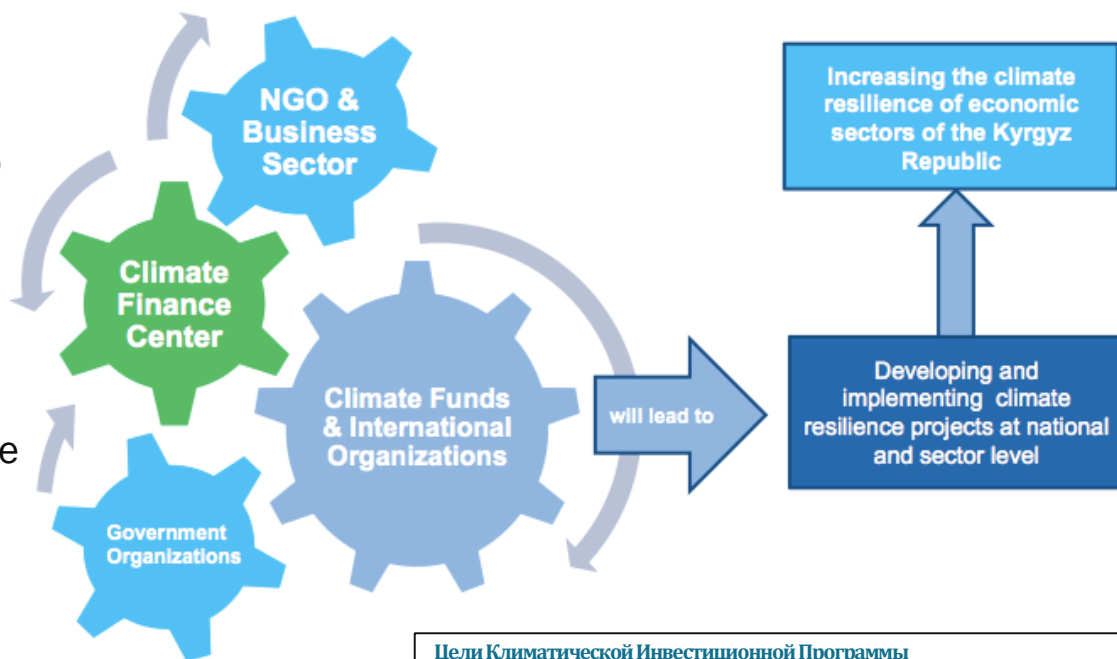 NGO &
Business
Sector
Climate
Finance
Center
Climate Funds
& International
Organizations
Government
Organizations
will lead to
Increasing the climate
resilience of economic
sectors of the Kyrgyz
Republic
Developing and
implementing climate
resilience projects at national
and sector level
Цели Климатической Инвестиционной Программы